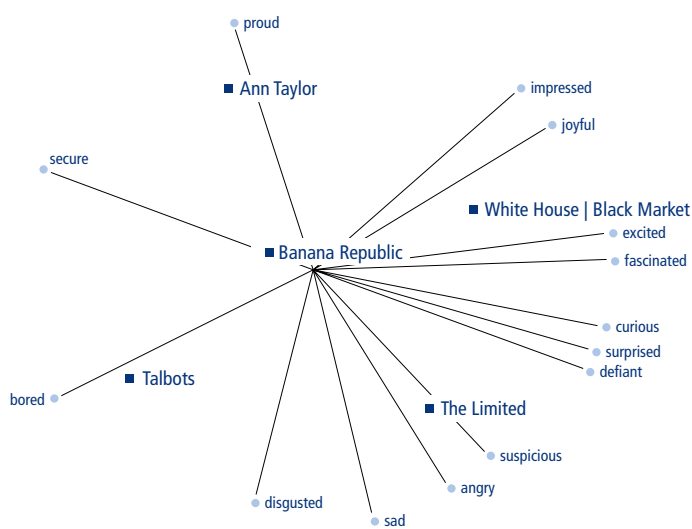 proud
Ann Taylor
impressed
joyful
secure
White House | Black Market
excited
Banana Republic
fascinated
curious
surprised
defiant
Talbots
bored
The Limited
suspicious
angry
disgusted
sad